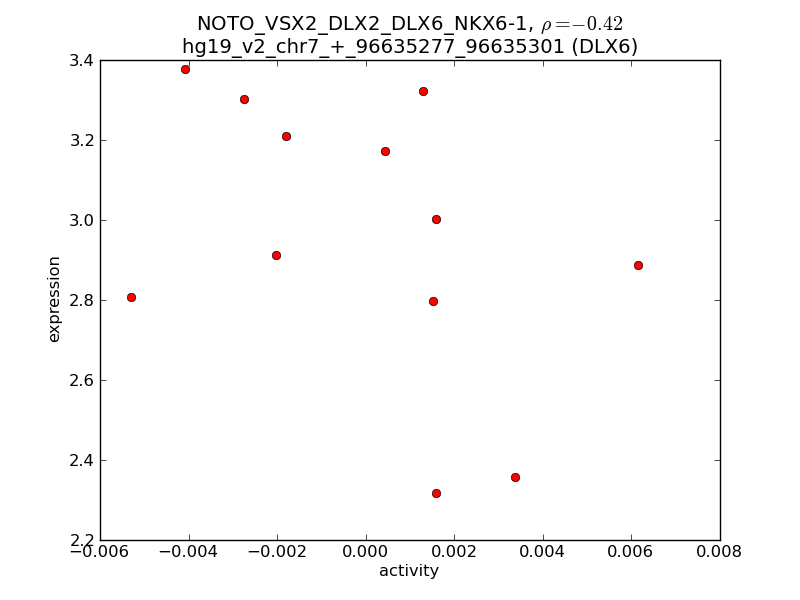 NOTO_VSX2_DLX2_DLX6_NKX6-1, ρ=−0.42
hg19_v2_chr7_+_96635277_96635301 (DLX6)
3.4
3.2
3.0
2.8
2.6
2.4
2.2
expression
−0.006 −0.004 −0.002 0.000 0.002 0.004 0.006 0.008
activity